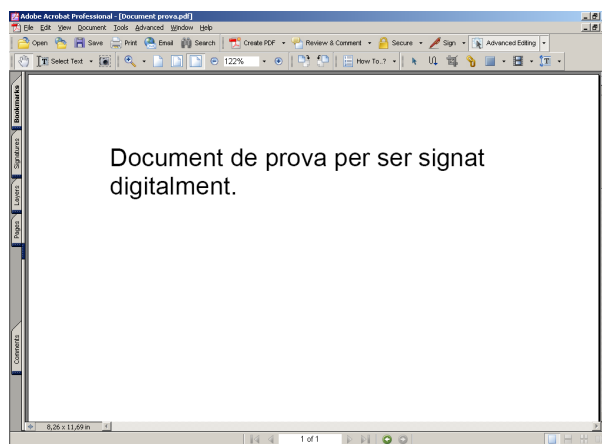 Adobe Acrobat Professional - [Document prova.pdf]
File Edit View Document Tools Advanced Window Help
Open Save Print Email Search Create PDF Review & Comment Secure Sign Advanced Editing
Select Text 122% How To..?
Bookmarks
Signatures
Layers
Pages
Comments
Document de prova per ser signat
digitalment.
8,26 x 11,69 in
1 of 1